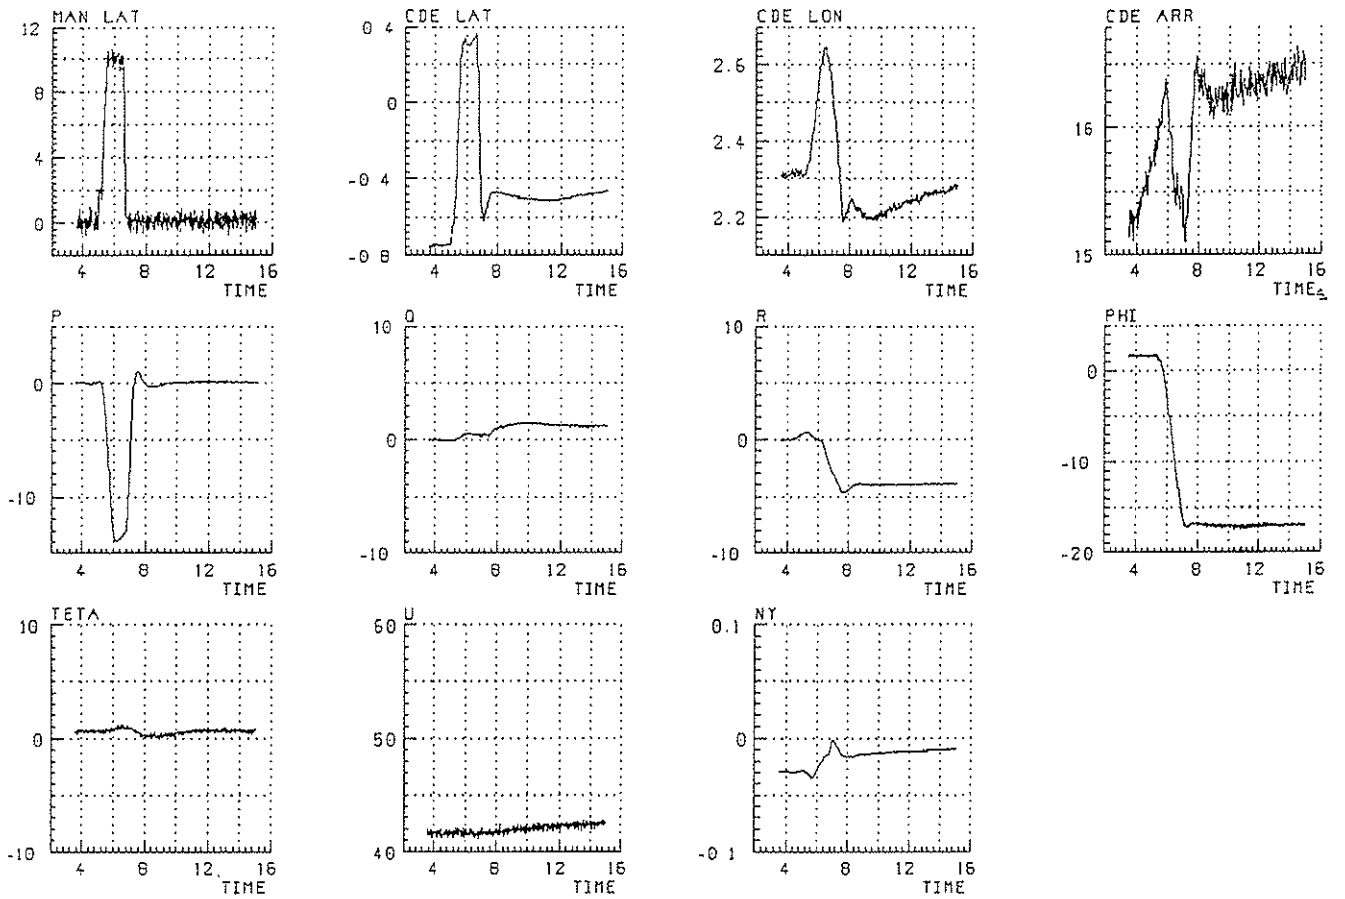 MAN LAT
12
8
4
0
4 8 12 16
TIME
CDE LAT
0 4
0
-0 4
-0 8
4 8 12 16
TIME
CDE LON
2.6
2.4
2.2
4 8 12 16
TIME
CDE ARR
16
15
4 8 12 16
TIME
P
0
-10
4 8 12 16
TIME
Q
10
0
-10
4 8 12 16
TIME
R
10
0
-10
4 8 12 16
TIME
PHI
0
-10
-20
4 8 12 16
TIME
TETA
10
0
-10
4 8 12 16
TIME
U
60
50
40
4 8 12 16
TIME
NY
0.1
0
-0 1
4 8 12 16
TIME